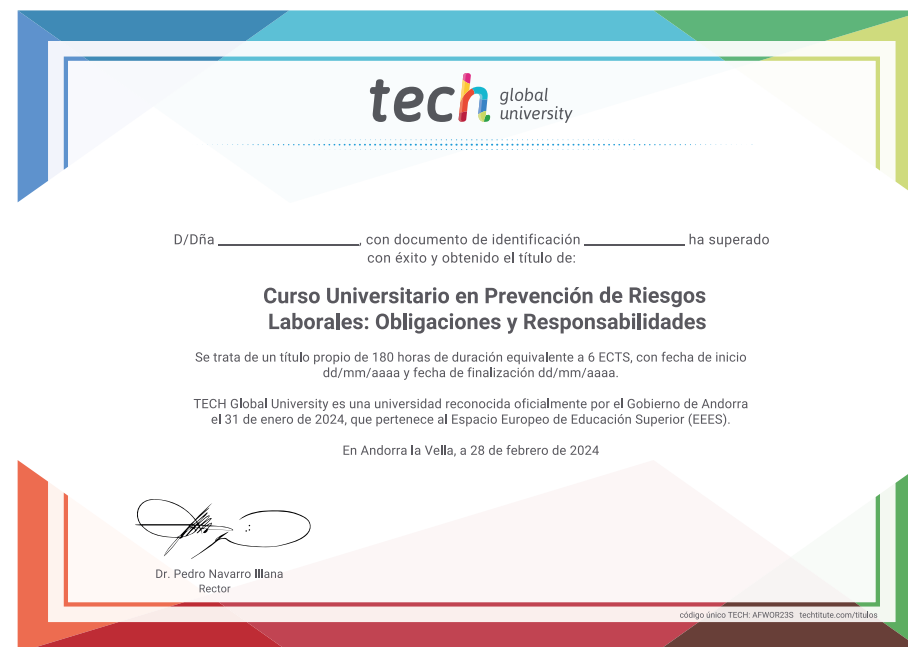 tech global university
D/Dña ____________________, con documento de identificación ______________ ha superado
con éxito y obtenido el título de:
Curso Universitario en Prevención de Riesgos
Laborales: Obligaciones y Responsabilidades
Se trata de un título propio de 180 horas de duración equivalente a 6 ECTS, con fecha de inicio
dd/mm/aaaa y fecha de finalización dd/mm/aaaa.
TECH Global University es una universidad reconocida oficialmente por el Gobierno de Andorra
el 31 de enero de 2024, que pertenece al Espacio Europeo de Educación Superior (EEES).
En Andorra la Vella, a 28 de febrero de 2024
Dr. Pedro Navarro Illana
Rector
código único TECH: AFWOR23S techtitute.com/titulos